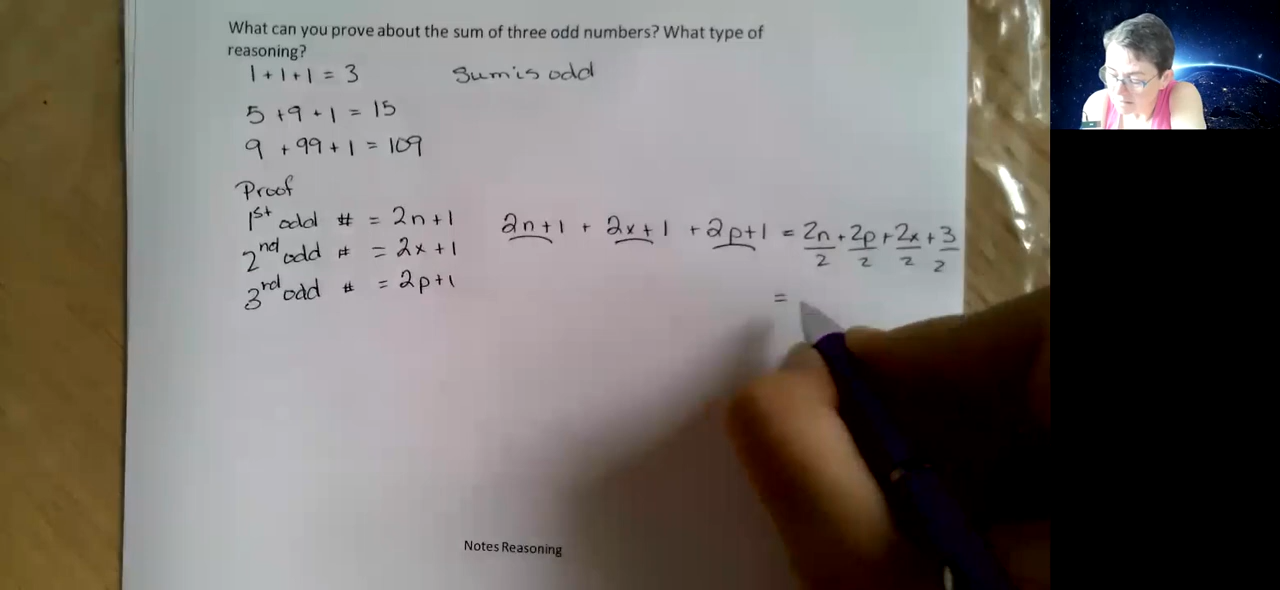 What can you prove about the sum of three odd numbers? What type of
reasoning?
1 + 1 + 1 = 3
sum is odd
5 + 9 + 1 = 15
9 + 99 + 1 = 109
Proof
1st odd # = 2n+1
2nd odd # = 2x+1
3rd odd # = 2p+1
2n+1 + 2x+1 + 2p+1 = 2n/2 + 2p/2 + 2x/2 + 3/2
=
Notes Reasoning